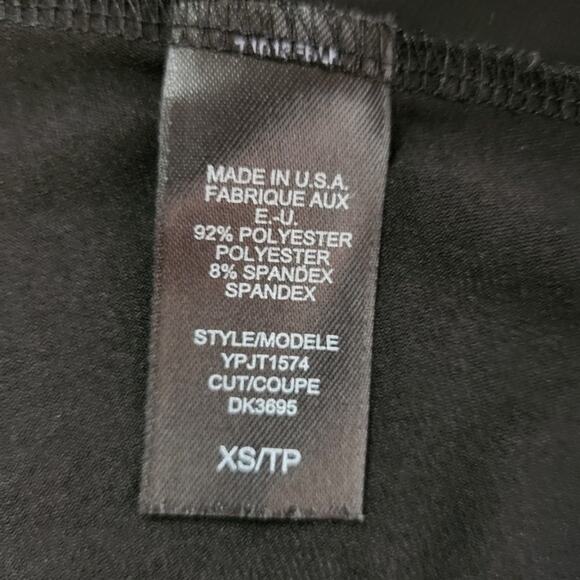 MADE IN U.S.A.
FABRIQUE AUX
E.-U.
92% POLYESTER
POLYESTER
8% SPANDEX
SPANDEX
STYLE/MODELE
YPJT1574
CUT/COUPE
DK3695
XS/TP